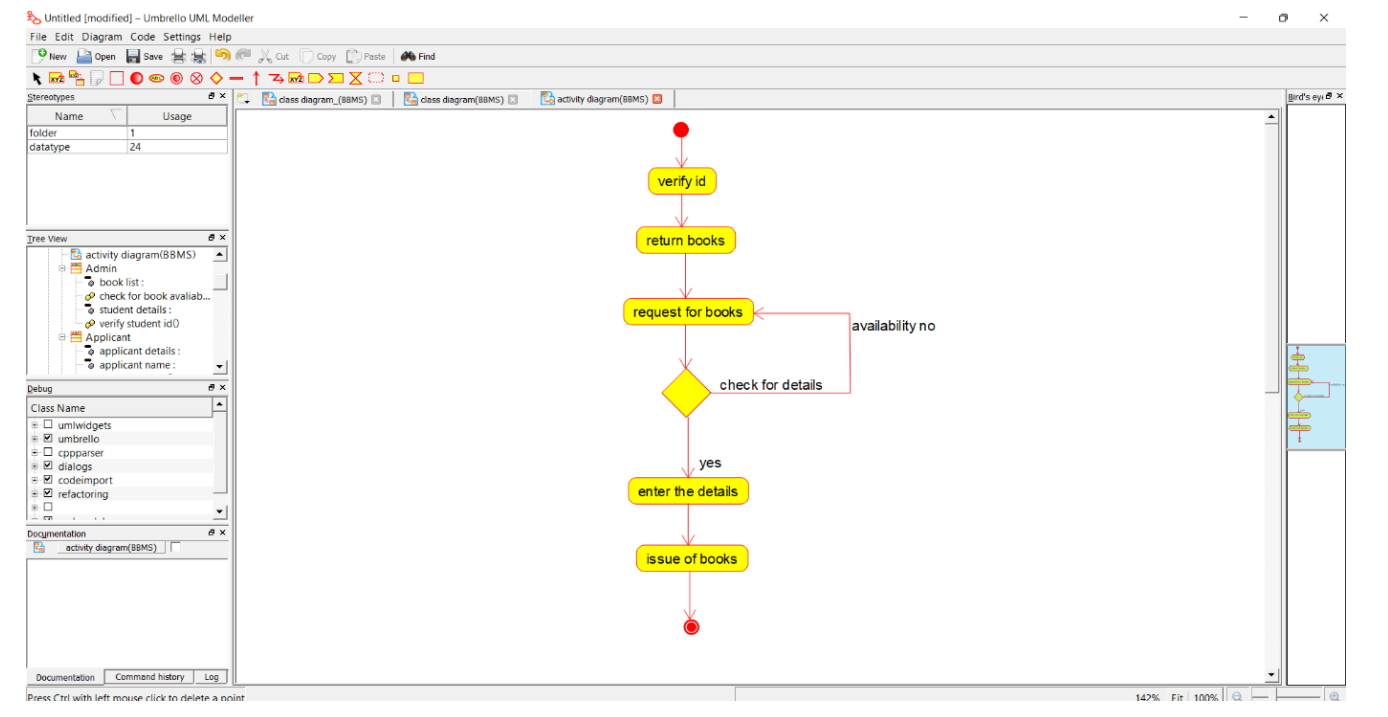 Untitled [modified] – Umbrello UML Modeller
File Edit Diagram Code Settings Help
New Open Save Cut Copy Paste Find
XYZ ABC XYZ
Stereotypes
Name Usage
folder 1
datatype 24
Tree View
activity diagram(BBMS)
Admin
book list :
check for book avaliab...
student details :
verify student id()
Applicant
applicant details :
applicant name :
Debug
Class Name
umlwidgets
umbrello
cppparser
dialogs
codeimport
refactoring
Documentation
activity diagram(BBMS)
Documentation Command history Log
Press Ctrl with left mouse click to delete a point
class diagram_(BBMS) class diagram(BBMS) activity diagram(BBMS)
verify id
return books
request for books
availability no
check for details
yes
enter the details
issue of books
Bird's eye
142% Fit 100%